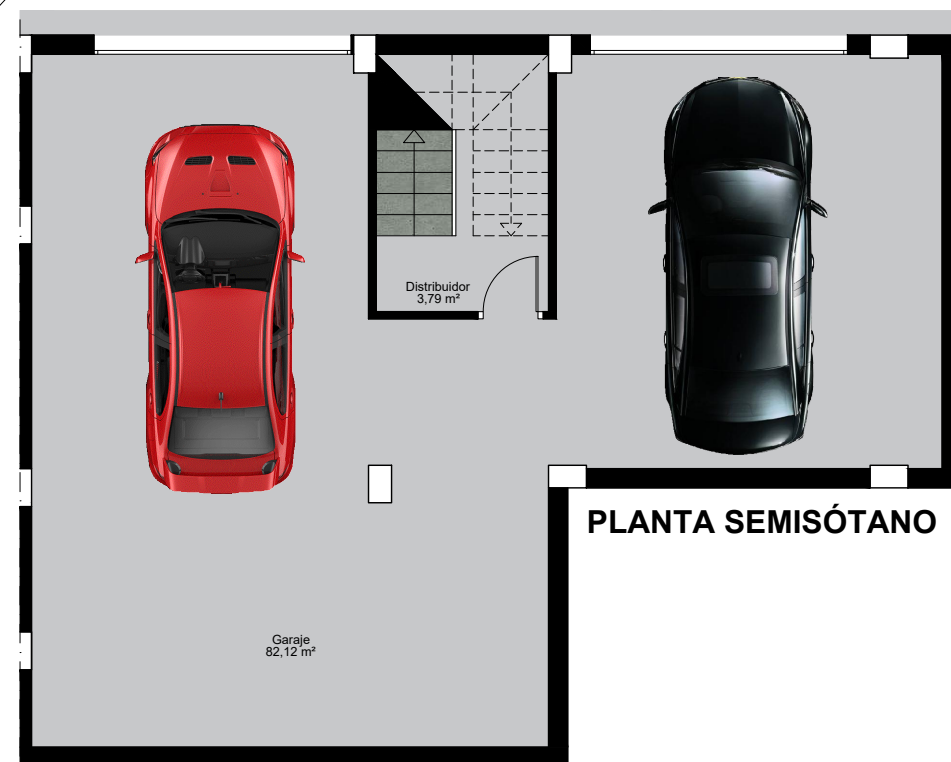 Distribuidor
3,79 m²
PLANTA SEMISÓTANO
Garaje
82,12 m²